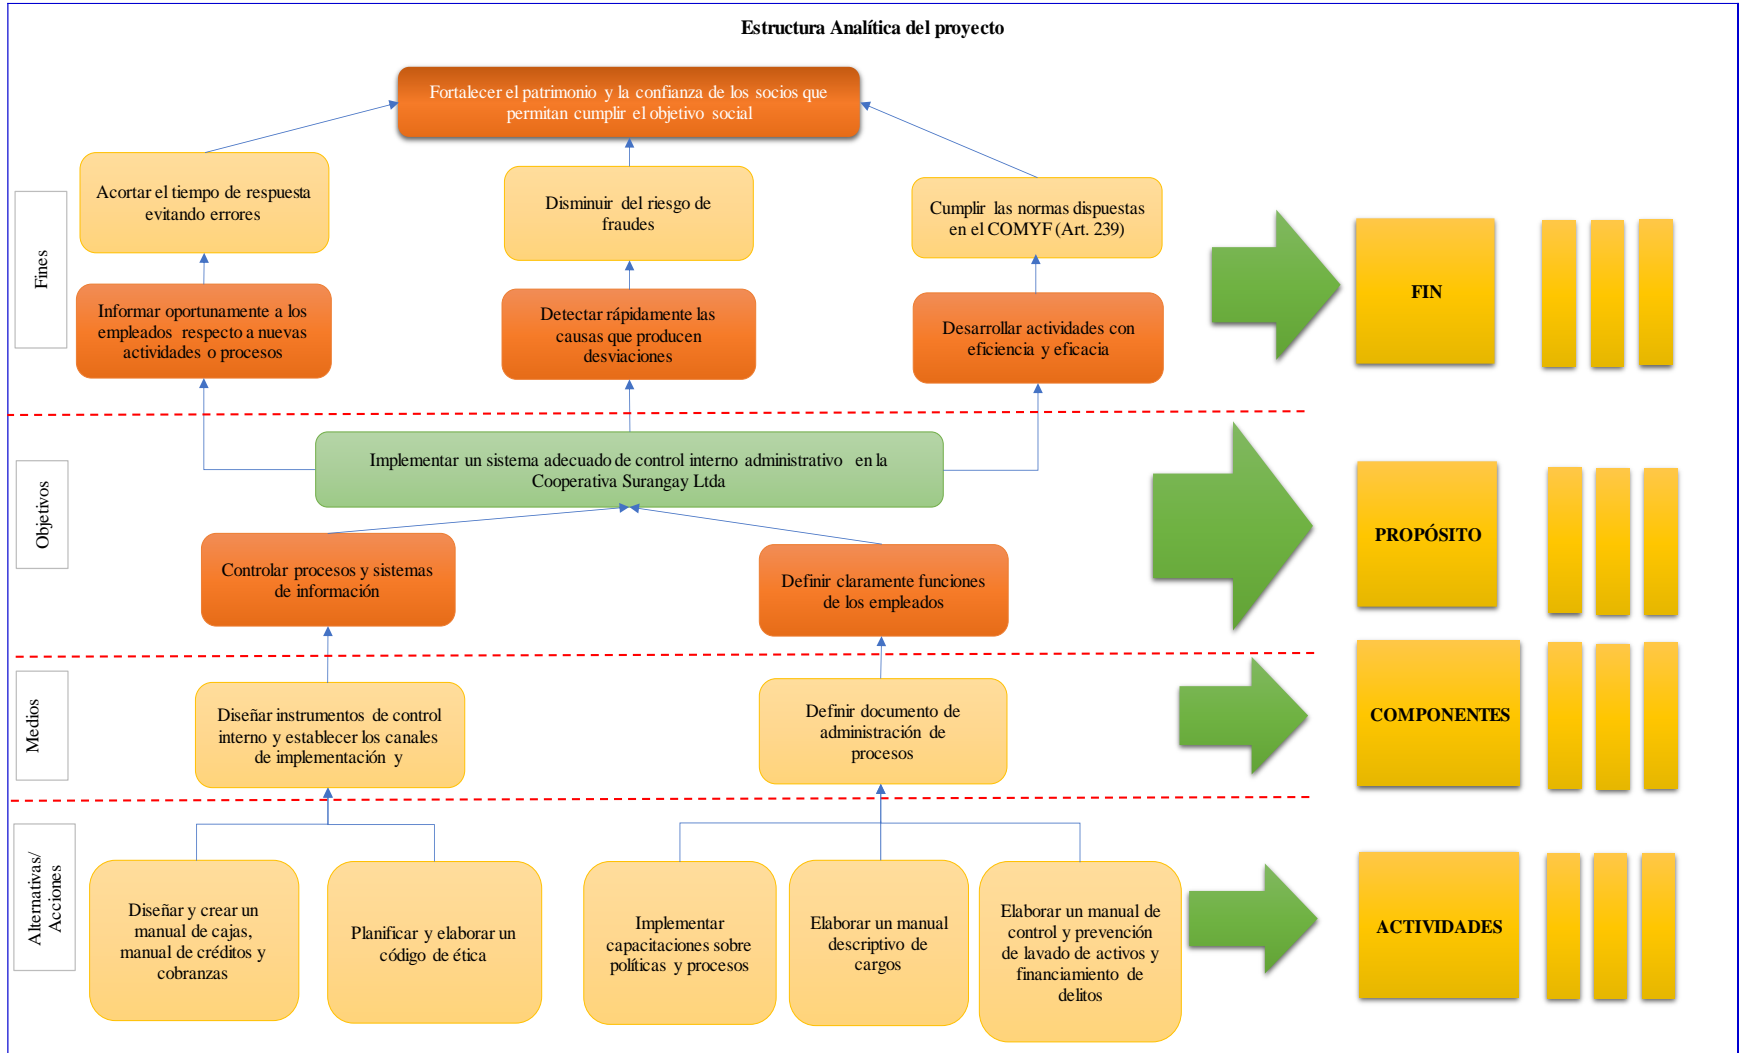 Estructura Analítica del proyecto
Fortalecer el patrimonio y la confianza de los socios que
permitan cumplir el objetivo social
Fines
Acortar el tiempo de respuesta
evitando errores
Disminuir del riesgo de
fraudes
Cumplir las normas dispuestas
en el COMYF (Art. 239)
Informar oportunamente a los
empleados respecto a nuevas
actividades o procesos
Detectar rápidamente las
causas que producen
desviaciones
Desarrollar actividades con
eficiencia y eficacia
FIN
Objetivos
Implementar un sistema adecuado de control interno administrativo en la
Cooperativa Surangay Ltda
Controlar procesos y sistemas
de información
Definir claramente funciones
de los empleados
PROPÓSITO
Medios
Diseñar instrumentos de control
interno y establecer los canales
de implementación y
Definir documento de
administración de
procesos
COMPONENTES
Alternativas/
Acciones
Diseñar y crear un
manual de cajas,
manual de créditos y
cobranzas
Planificar y elaborar un
código de ética
Implementar
capacitaciones sobre
políticas y procesos
Elaborar un manual
descriptivo de
cargos
Elaborar un manual de
control y prevención
de lavado de activos y
financiamiento de
delitos
ACTIVIDADES